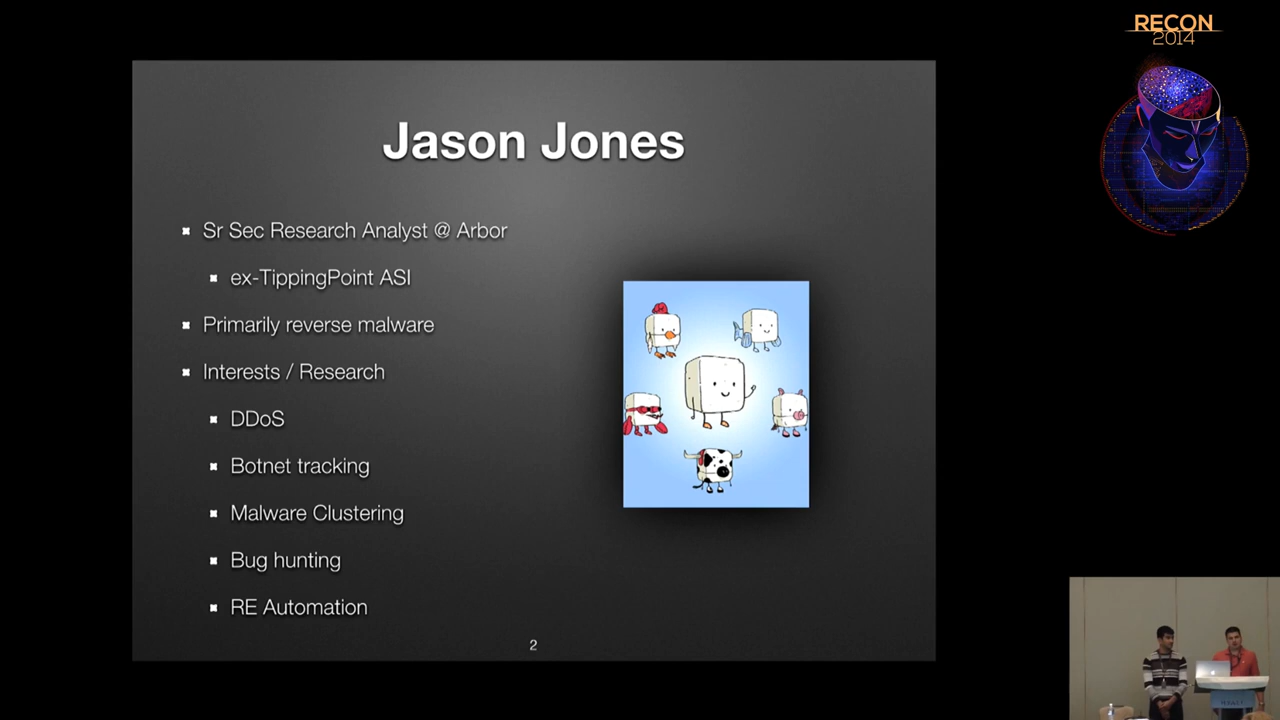 RECON
2014
Jason Jones
Sr Sec Research Analyst @ Arbor
ex-TippingPoint ASI
Primarily reverse malware
Interests / Research
DDoS
Botnet tracking
Malware Clustering
Bug hunting
RE Automation
2